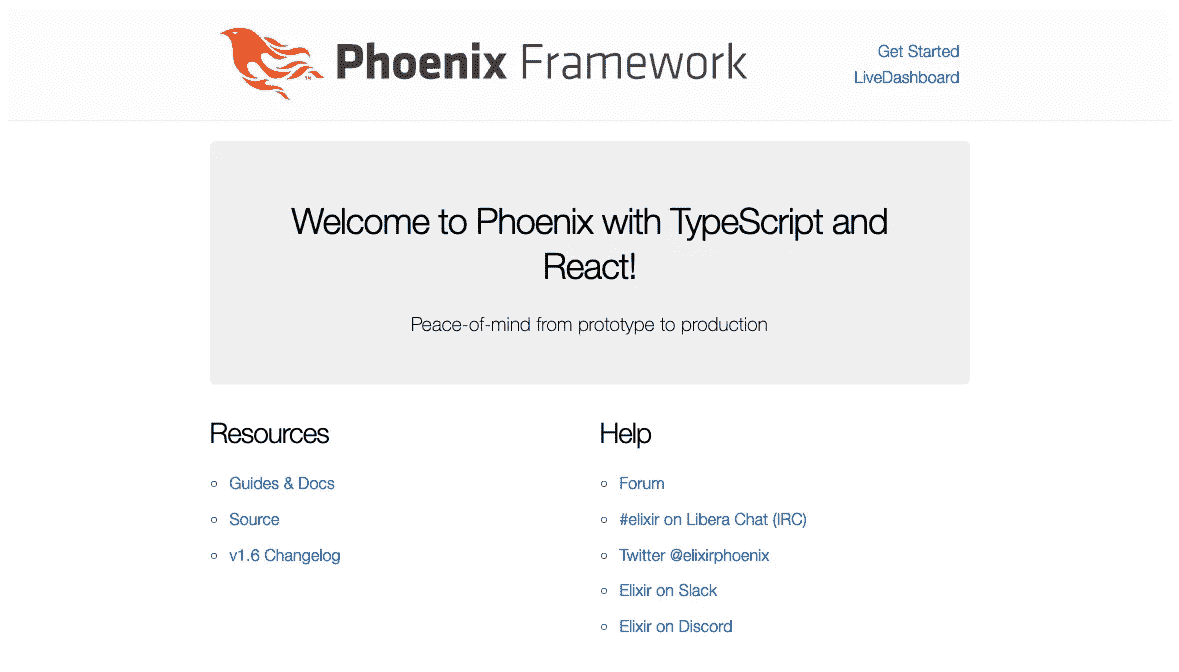 Phoenix Framework
Get Started
LiveDashboard
Welcome to Phoenix with TypeScript and
React!
Peace-of-mind from prototype to production
Resources
Guides & Docs
Source
v1.6 Changelog
Help
Forum
#elixir on Libera Chat (IRC)
Twitter @elixirphoenix
Elixir on Slack
Elixir on Discord